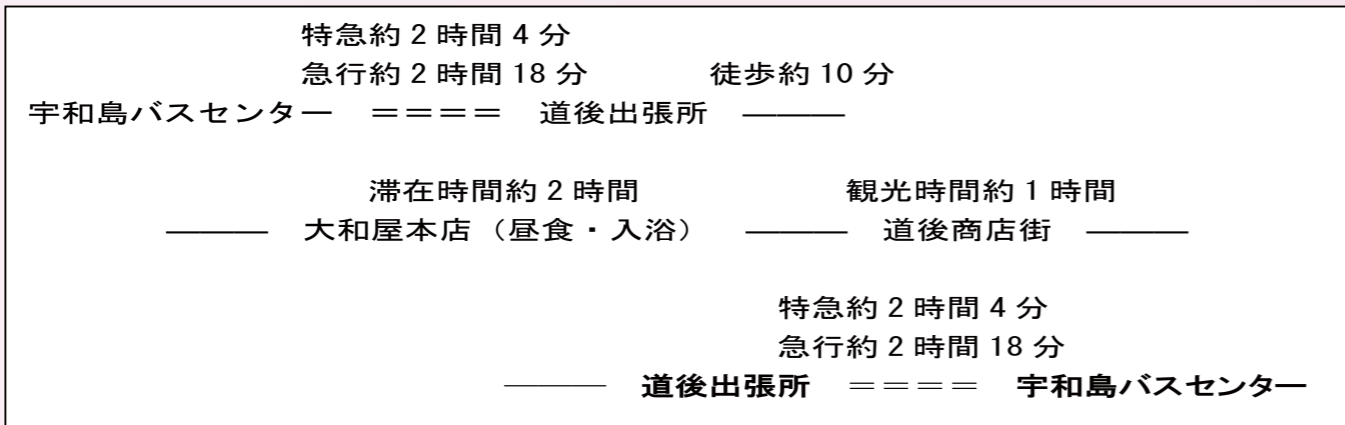 特急約２時間４分
急行約２時間 18 分　徒歩約 10 分
宇和島バスセンター　＝＝＝＝　道後出張所　―――
滞在時間約２時間　観光時間約１時間
―――　大和屋本店（昼食・入浴）　―――　道後商店街　―――
特急約２時間４分
急行約２時間 18 分
―――　道後出張所　＝＝＝＝　宇和島バスセンター